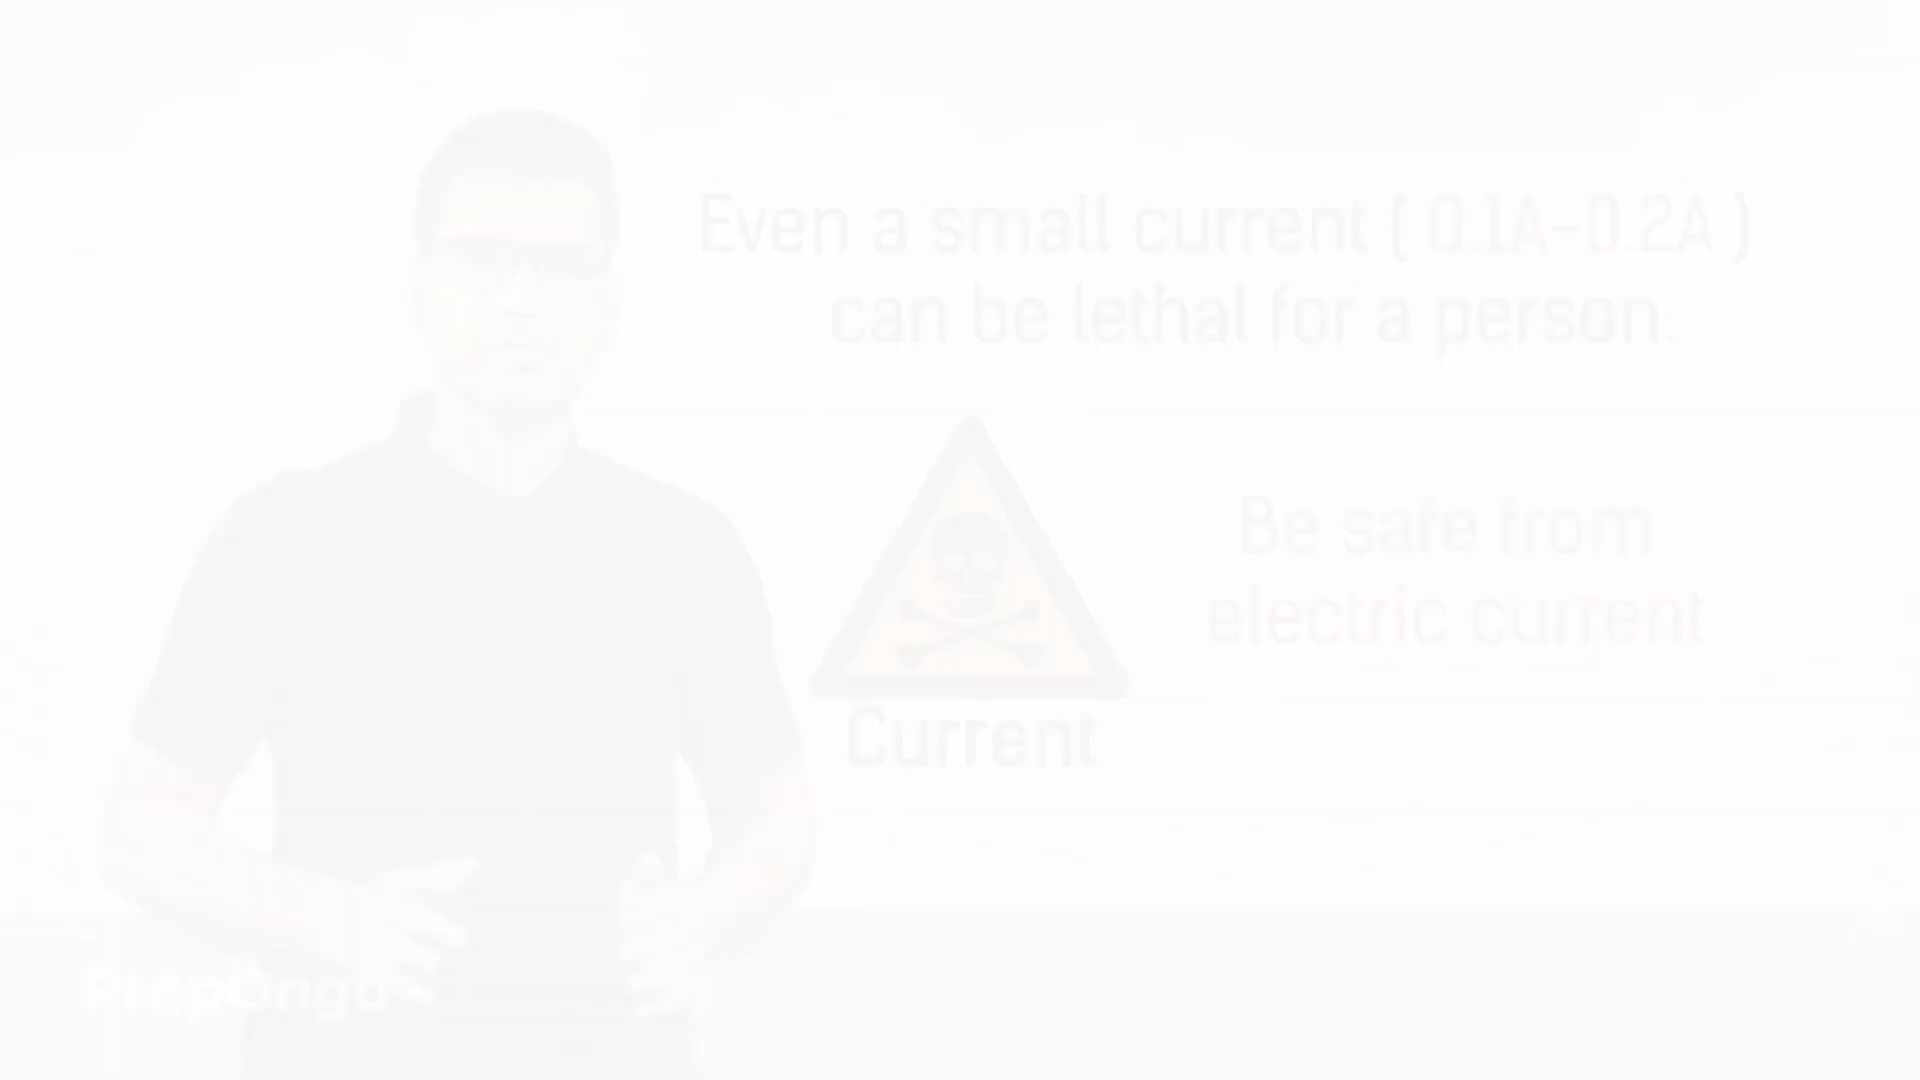 Even a small current ( 0.1A-0.2A )
can be lethal for a person.
Be safe from
electric current
Current
PrepOngo